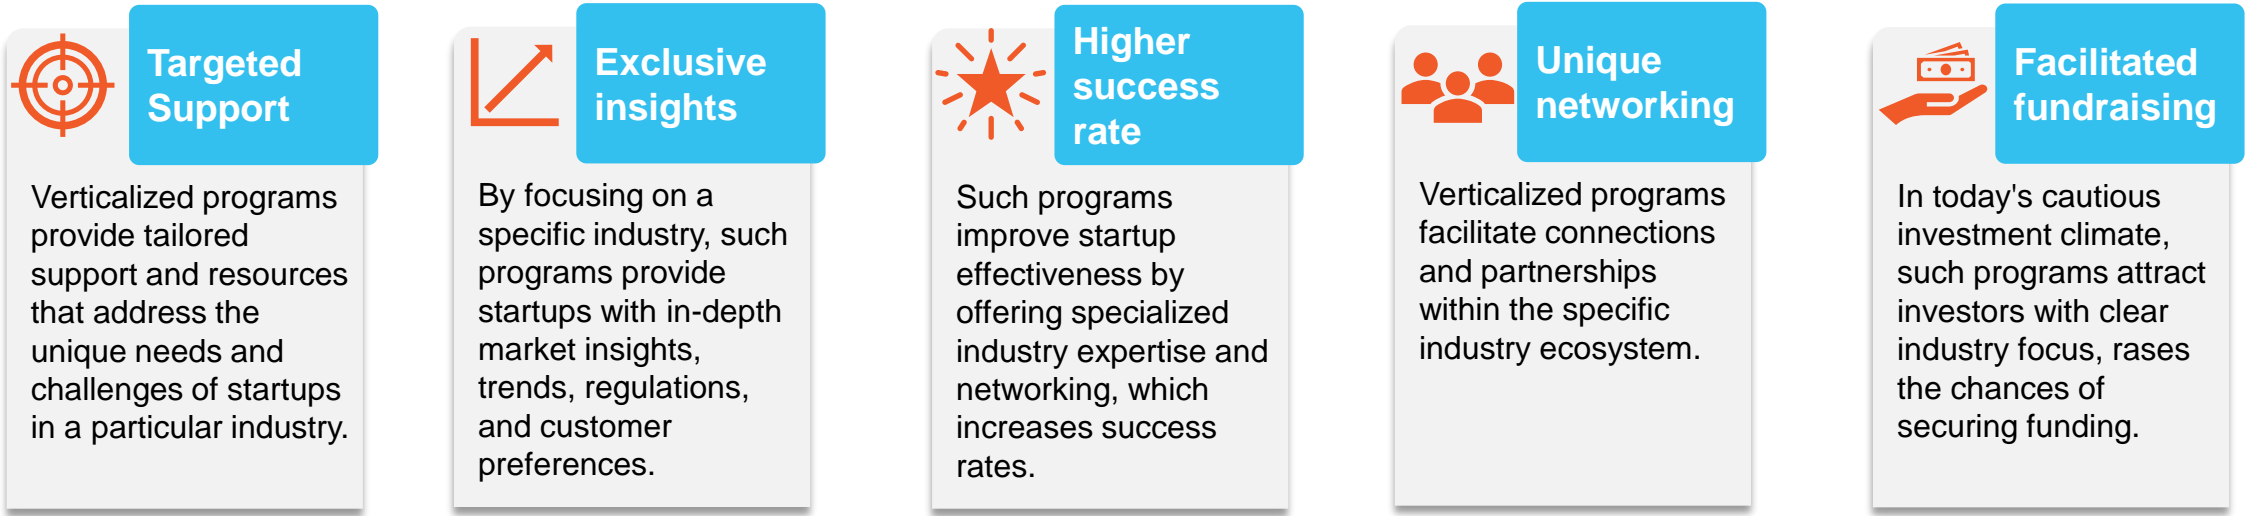 Targeted
Support
Verticalized programs
provide tailored
support and resources
that address the
unique needs and
challenges of startups
in a particular industry.
Exclusive
insights
By focusing on a
specific industry, such
programs provide
startups with in-depth
market insights,
trends, regulations,
and customer
preferences.
Higher
success
rate
Such programs
improve startup
effectiveness by
offering specialized
industry expertise and
networking, which
increases success
rates.
Unique
networking
Verticalized programs
facilitate connections
and partnerships
within the specific
industry ecosystem.
Facilitated
fundraising
In today's cautious
investment climate,
such programs attract
investors with clear
industry focus, rases
the chances of
securing funding.